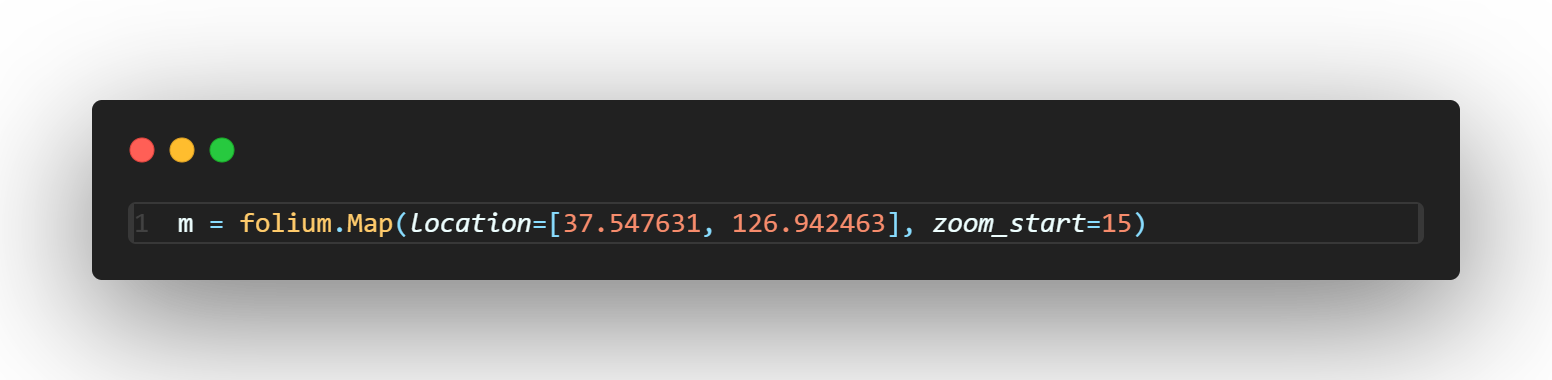 1 m = folium.Map(location=[37.547631, 126.942463], zoom_start=15)